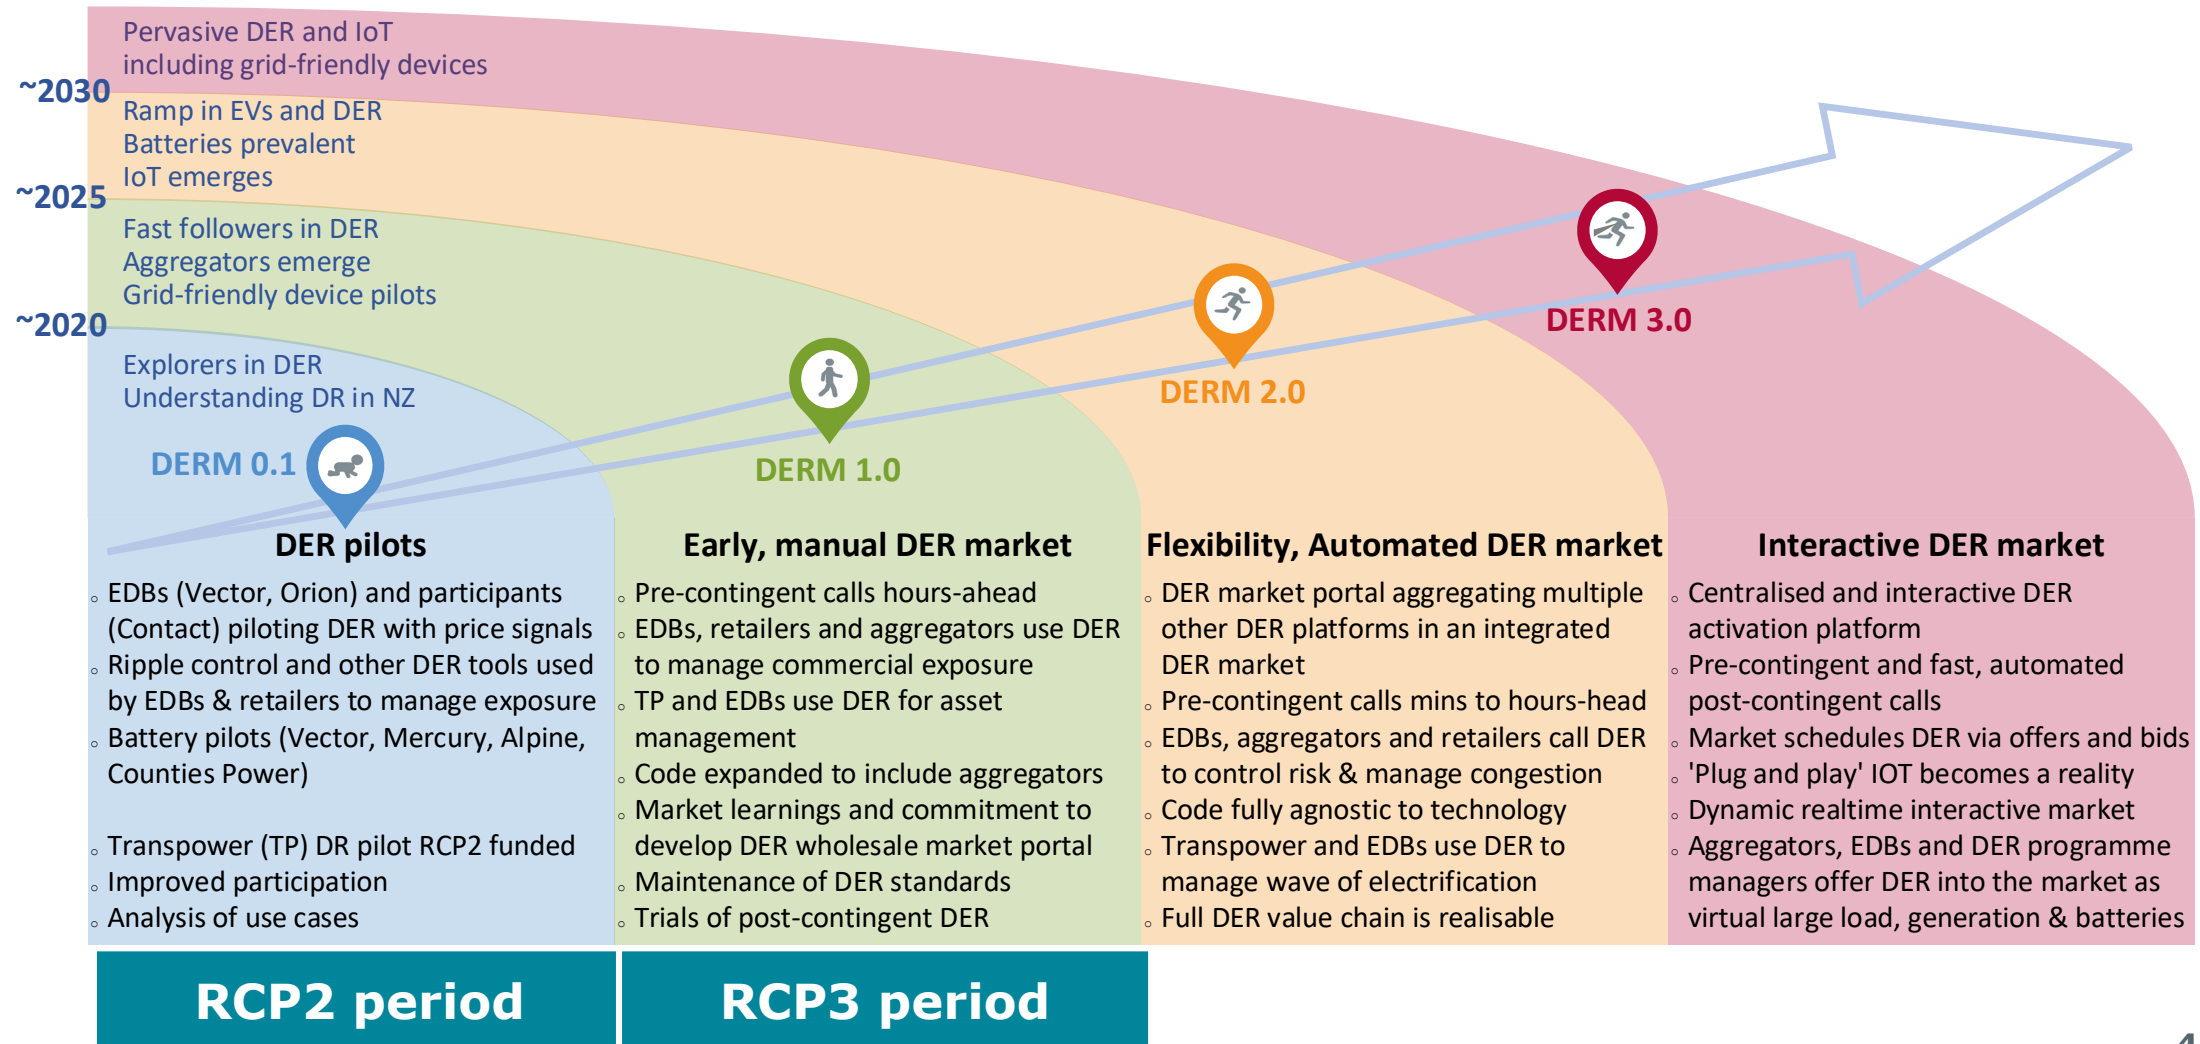 Pervasive DER and IoT
including grid-friendly devices
~2030
Ramp in EVs and DER
Batteries prevalent
IoT emerges
~2025
Fast followers in DER
Aggregators emerge
Grid-friendly device pilots
~2020
Explorers in DER
Understanding DR in NZ
DERM 0.1
DERM 1.0
DERM 2.0
DERM 3.0
DER pilots
EDBs (Vector, Orion) and participants
(Contact) piloting DER with price signals
Ripple control and other DER tools used
by EDBs & retailers to manage exposure
Battery pilots (Vector, Mercury, Alpine,
Counties Power)
Transpower (TP) DR pilot RCP2 funded
Improved participation
Analysis of use cases
Early, manual DER market
Pre-contingent calls hours-ahead
EDBs, retailers and aggregators use DER
to manage commercial exposure
TP and EDBs use DER for asset
management
Code expanded to include aggregators
Market learnings and commitment to
develop DER wholesale market portal
Maintenance of DER standards
Trials of post-contingent DER
Flexibility, Automated DER market
DER market portal aggregating multiple
other DER platforms in an integrated
DER market
Pre-contingent calls mins to hours-head
EDBs, aggregators and retailers call DER
to control risk & manage congestion
Code fully agnostic to technology
Transpower and EDBs use DER to
manage wave of electrification
Full DER value chain is realisable
Interactive DER market
Centralised and interactive DER
activation platform
Pre-contingent and fast, automated
post-contingent calls
Market schedules DER via offers and bids
'Plug and play' IOT becomes a reality
Dynamic realtime interactive market
Aggregators, EDBs and DER programme
managers offer DER into the market as
virtual large load, generation & batteries
RCP2 period
RCP3 period